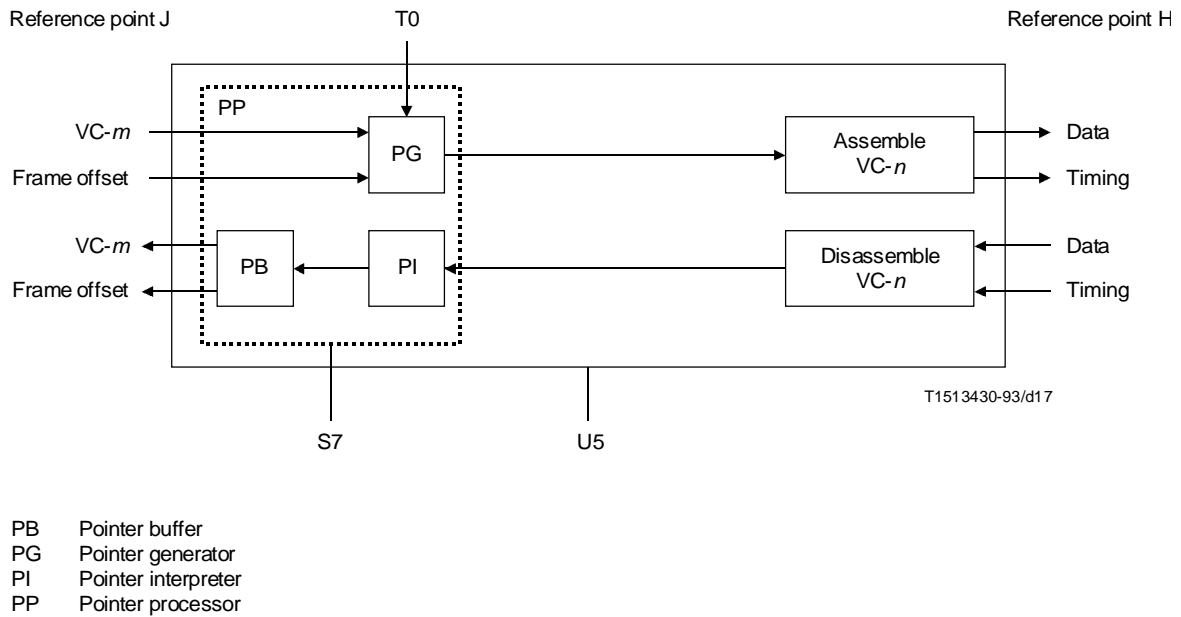 Reference point J
T0
Reference point H
PP
VC-m
Frame offset
PG
Assemble
VC-n
Data
Timing
VC-m
Frame offset
PB
PI
Disassemble
VC-n
Data
Timing
T1513430-93/d17
S7
U5
PB Pointer buffer
PG Pointer generator
PI Pointer interpreter
PP Pointer processor